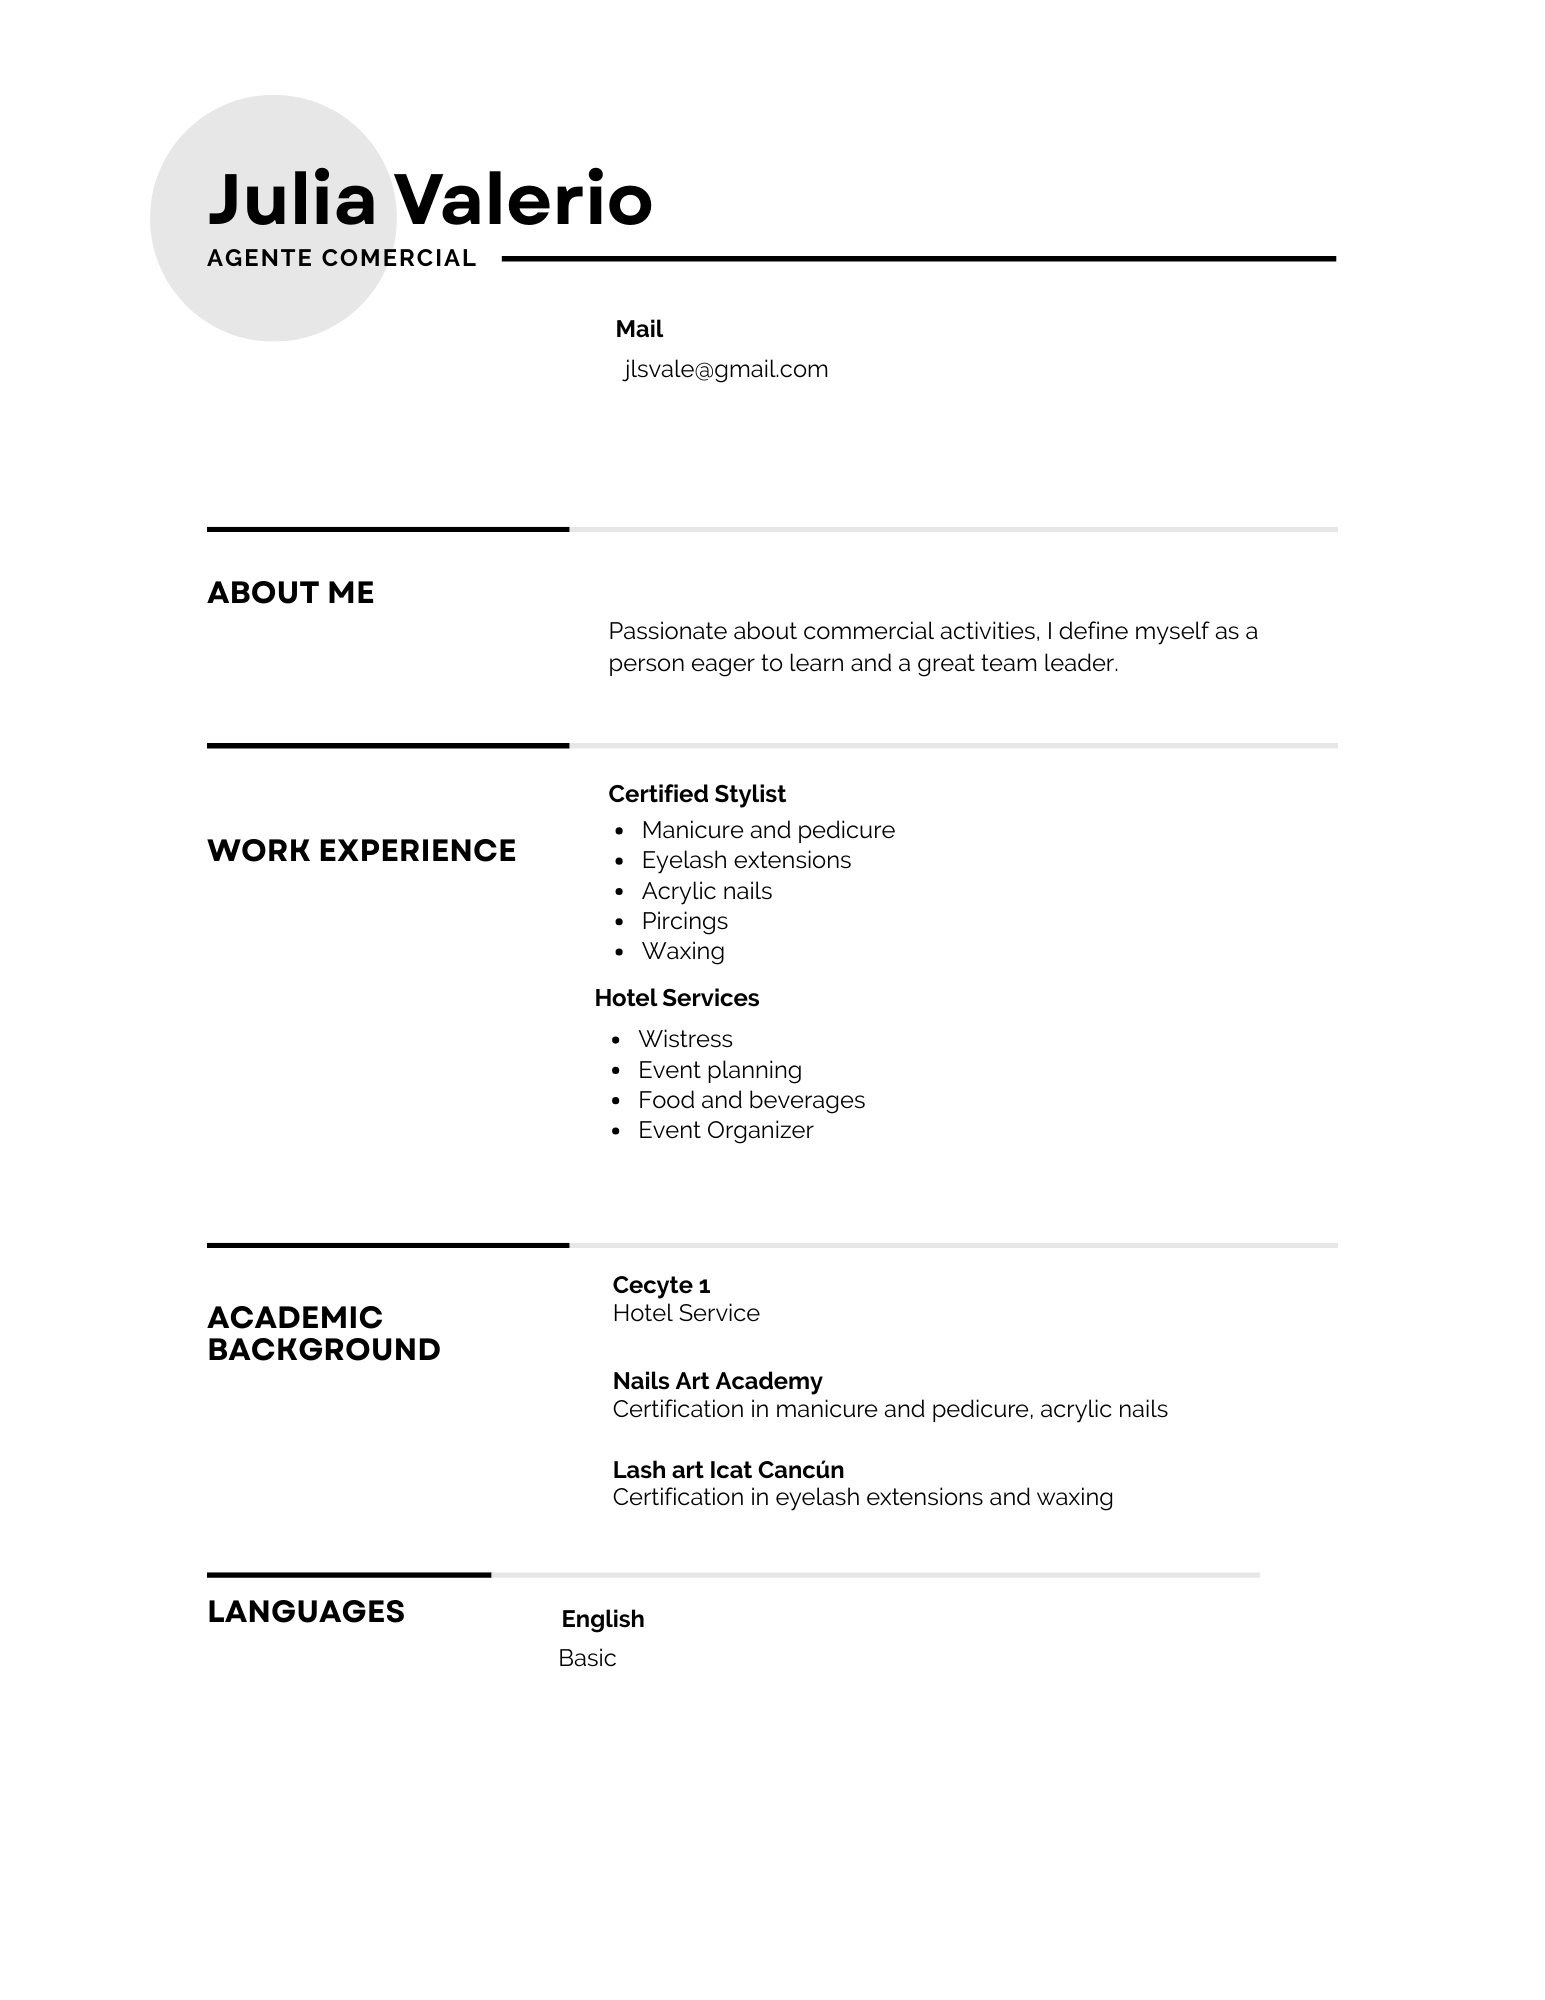 Julia Valerio
AGENTE COMERCIAL
Mail
jlsvale@gmail.com
ABOUT ME
Passionate about commercial activities, I define myself as a
person eager to learn and a great team leader.
WORK EXPERIENCE
Certified Stylist
• Manicure and pedicure
• Eyelash extensions
• Acrylic nails
• Pircings
• Waxing
Hotel Services
• Wistress
• Event planning
• Food and beverages
• Event Organizer
ACADEMIC
BACKGROUND
Cecyte 1
Hotel Service
Nails Art Academy
Certification in manicure and pedicure, acrylic nails
Lash art Icat Cancún
Certification in eyelash extensions and waxing
LANGUAGES
English
Basic